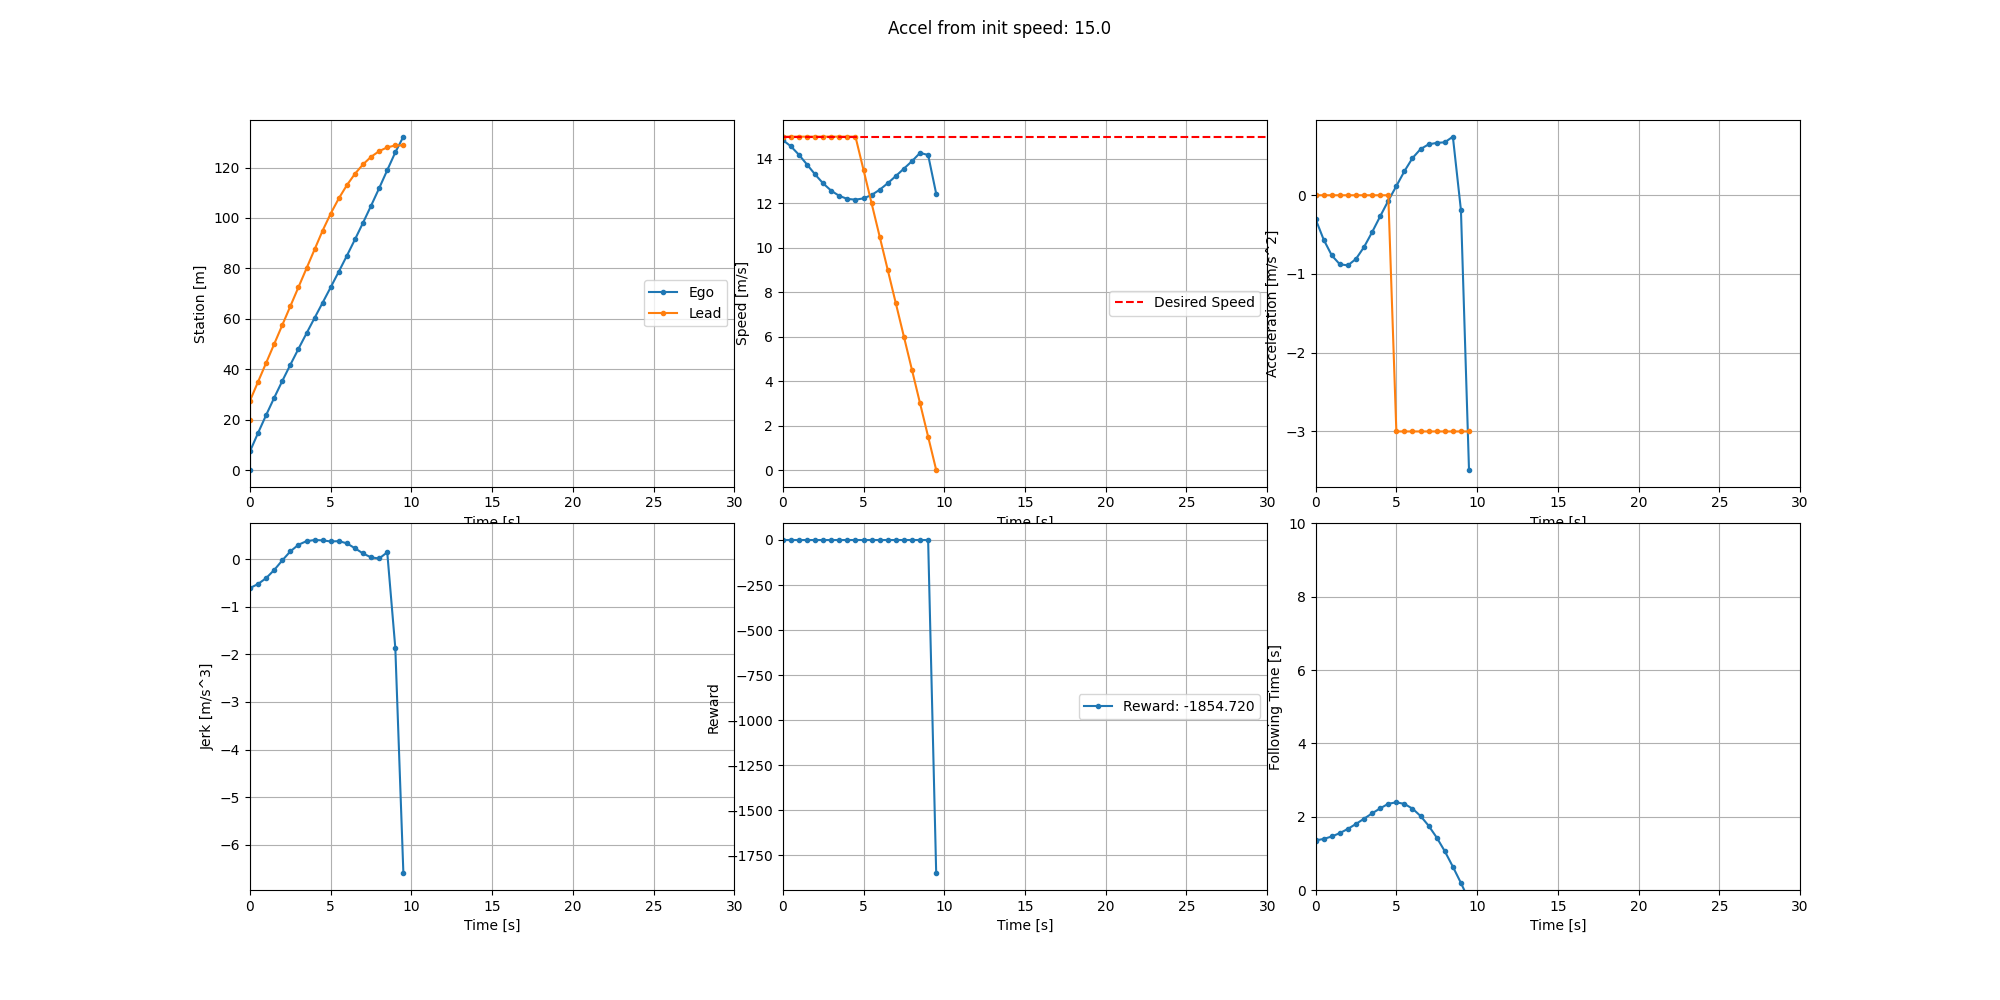 Accel from init speed: 15.0
Station [m]
120
100
80
60
40
20
0
0 5 10 15 20 25 30
Time [s]
Ego
Lead
Speed [m/s]
14
12
10
8
6
4
2
0
0 5 10 15 20 25 30
Time [s]
Desired Speed
Acceleration [m/s^2]
0
−1
−2
−3
0 5 10 15 20 25 30
Time [s]
Jerk [m/s^3]
0
−1
−2
−3
−4
−5
−6
0 5 10 15 20 25 30
Time [s]
Reward
0
−250
−500
−750
−1000
−1250
−1500
−1750
0 5 10 15 20 25 30
Time [s]
Reward: -1854.720
Following Time [s]
10
8
6
4
2
0
0 5 10 15 20 25 30
Time [s]